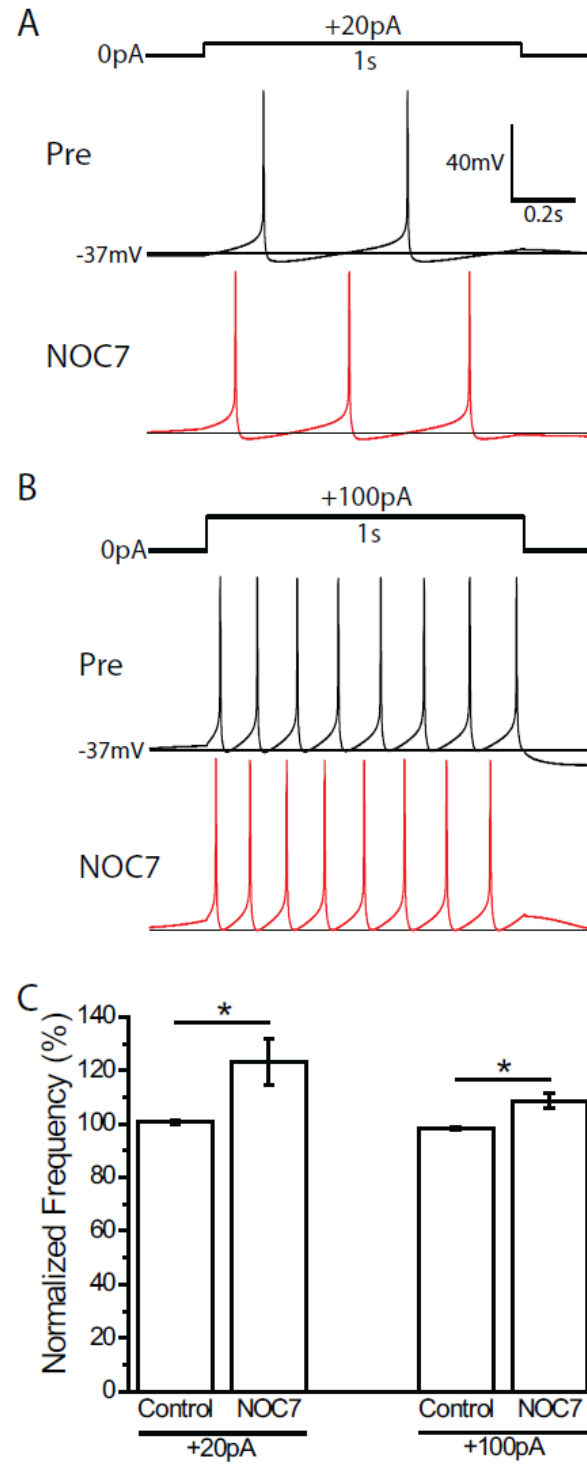 A
+20pA
0pA
1s
Pre
40mV
0.2s
-37mV
NOC7
B
+100pA
0pA
1s
Pre
-37mV
NOC7
C
Normalized Frequency (%)
140
120
100
80
60
40
20
0
* *
Control NOC7 Control NOC7
+20pA +100pA